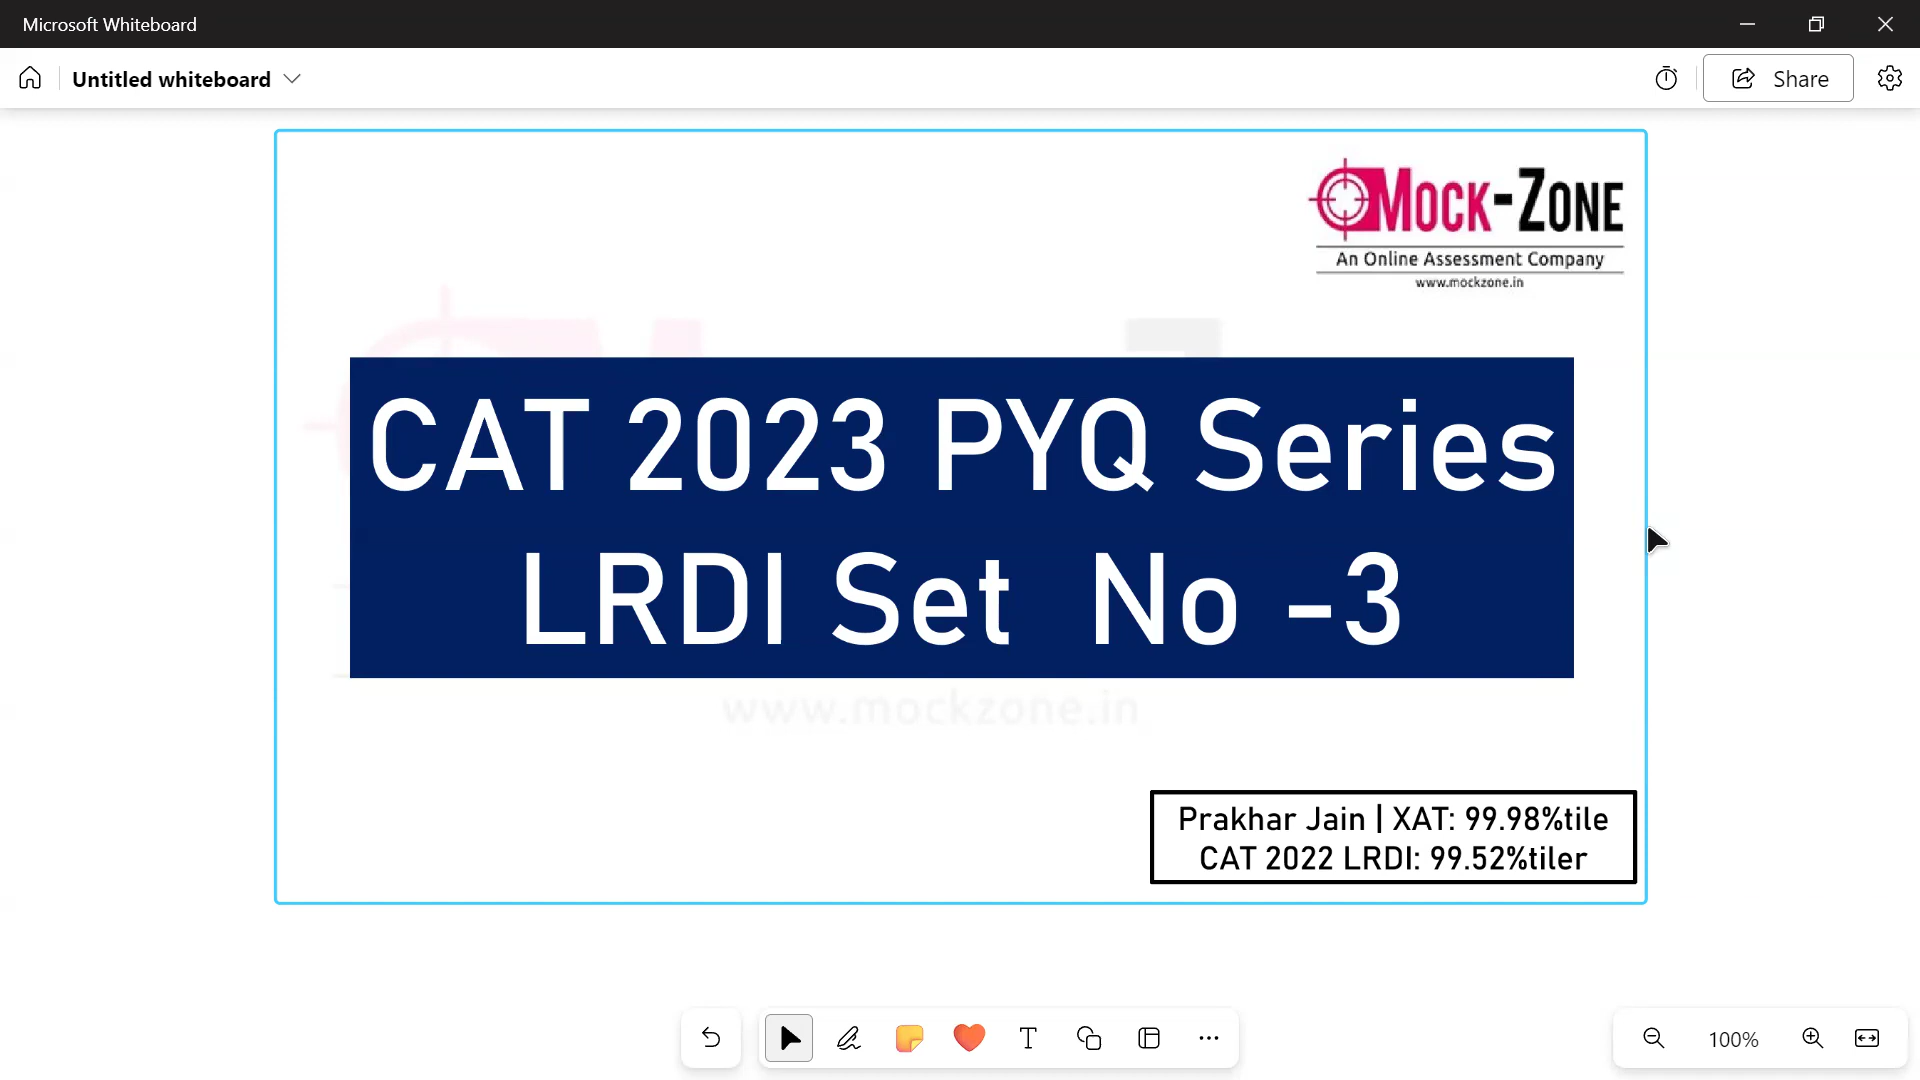 Microsoft Whiteboard
Untitled whiteboard
Share
MOCK-ZONE
An Online Assessment Company
www.mockzone.in
CAT 2023 PYQ Series
LRDI Set No -3
www.mockzone.in
Prakhar Jain | XAT: 99.98%tile
CAT 2022 LRDI: 99.52%tiler
T
100%